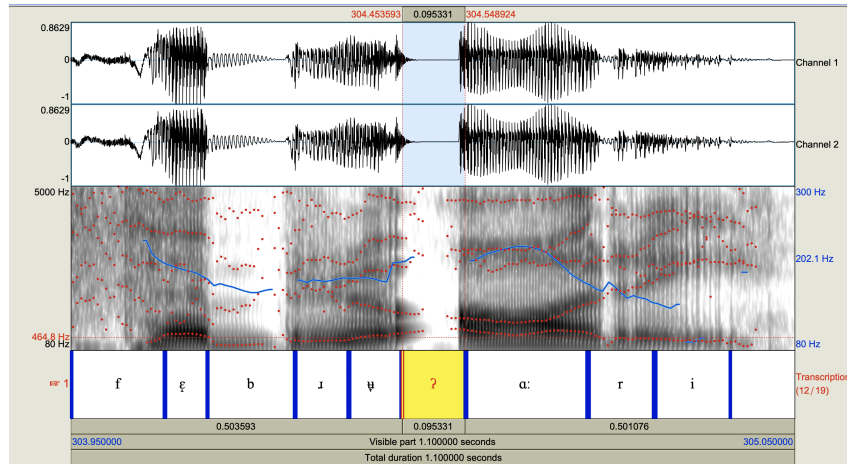 304.453593 0.095331 304.548924
0.8629
0
-1
Channel 1
0.8629
0
-1
Channel 2
5000 Hz 300 Hz
202.1 Hz
464.8 Hz
80 Hz 80 Hz
1 f b ɹ ʔ ɑː r i Transcription
(12 / 19)
0.503593 0.095331 0.501076
303.950000 Visible part 1.100000 seconds 305.050000
Total duration 1.100000 seconds